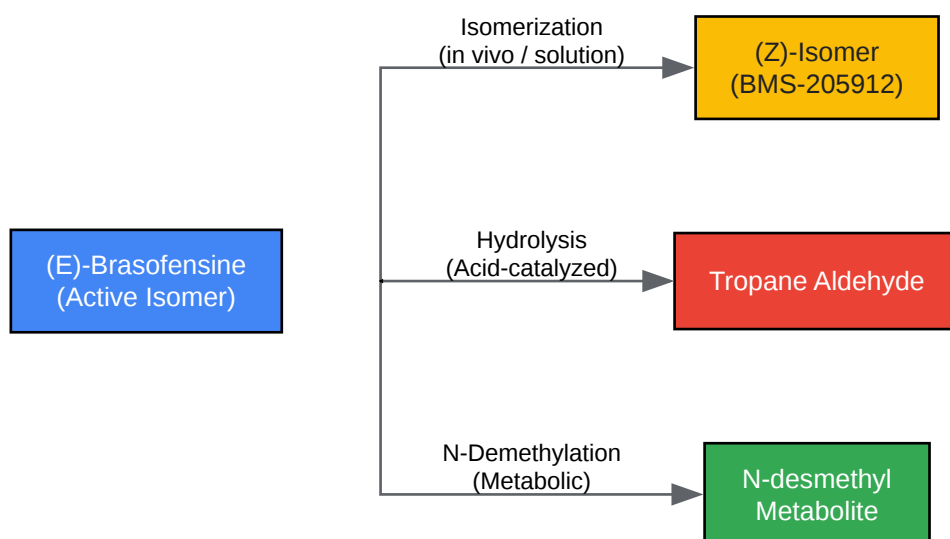 Isomerization
(in vivo / solution)
(Z)-Isomer
(BMS-205912)
(E)-Brasofensine
(Active Isomer)
Hydrolysis
(Acid-catalyzed)
Tropane Aldehyde
N-Demethylation
(Metabolic)
N-desmethyl
Metabolite